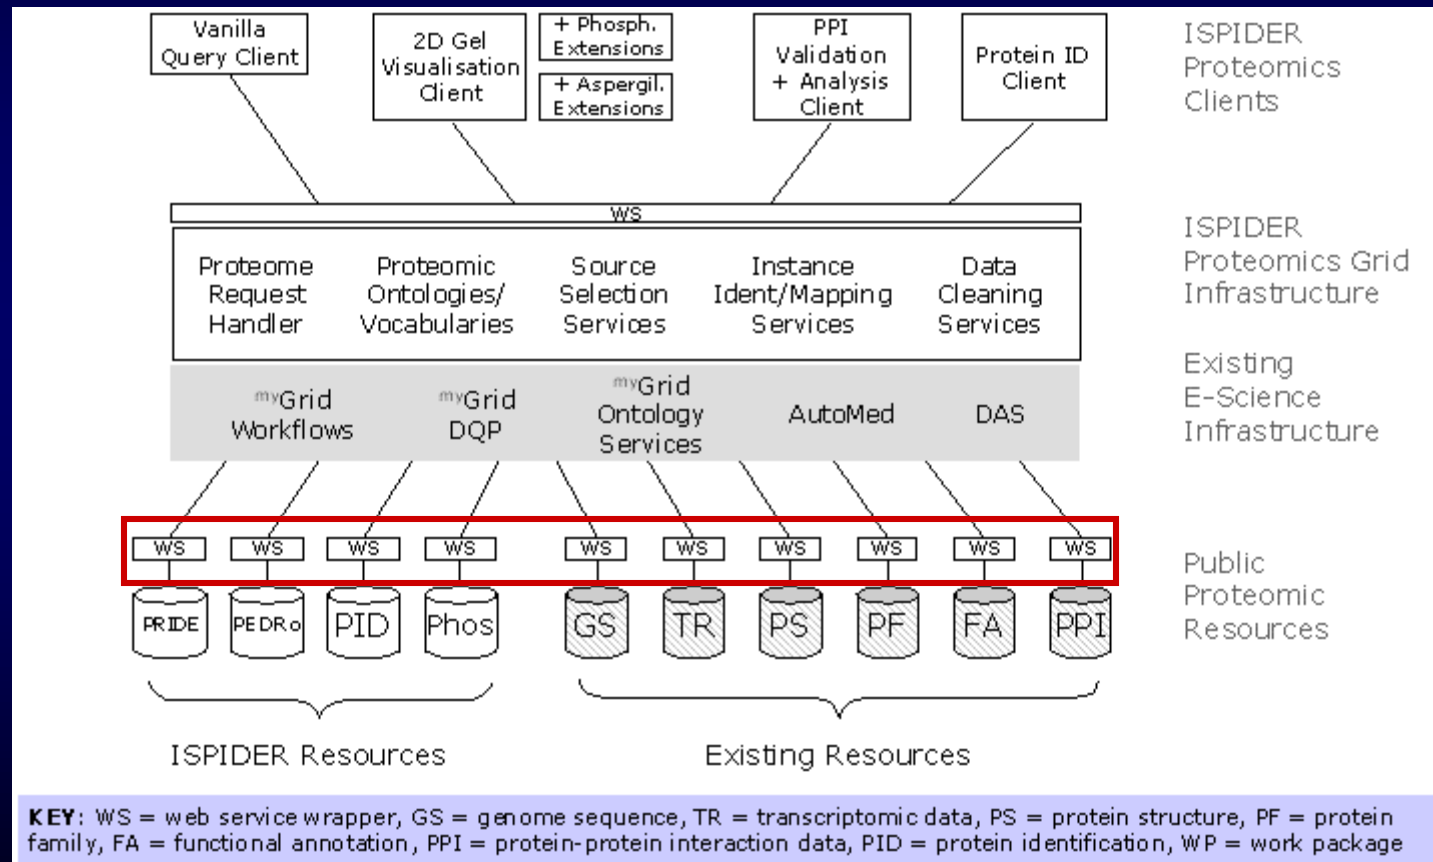 Vanilla
Query Client
2D Gel
Visualisation
Client
+ Phosph.
Extensions
+ Aspergil.
Extensions
PPI
Validation
+ Analysis
Client
Protein ID
Client
ISPIDER
Proteomics
Clients
WS
Proteome
Request
Handler
Proteomic
Ontologies/
Vocabularies
Source
Selection
Services
Instance
Ident/Mapping
Services
Data
Cleaning
Services
ISPIDER
Proteomics Grid
Infrastructure
myGrid
Workflows
myGrid
DQP
myGrid
Ontology
Services
AutoMed
DAS
Existing
E-Science
Infrastructure
WS WS WS WS WS WS WS WS WS WS
PRIDE PEDRo PID Phos GS TR PS PF FA PPI
Public
Proteomic
Resources
ISPIDER Resources Existing Resources
KEY: WS = web service wrapper, GS = genome sequence, TR = transcriptomic data, PS = protein structure, PF = protein
family, FA = functional annotation, PPI = protein-protein interaction data, PID = protein identification, WP = work package